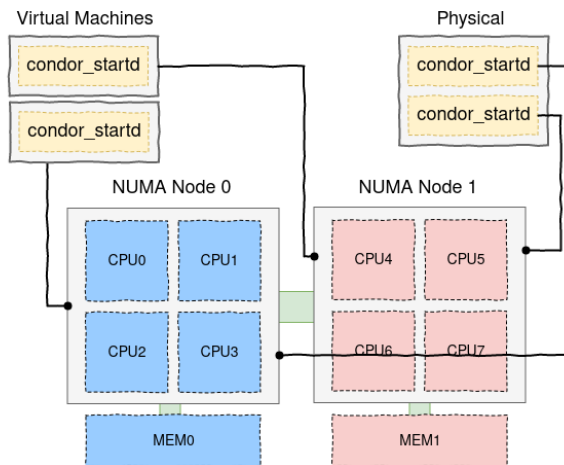 Virtual Machines
Physical
condor_startd
condor_startd
condor_startd
condor_startd
NUMA Node 0
NUMA Node 1
CPU0
CPU1
CPU4
CPU5
CPU2
CPU3
CPU6
CPU7
MEM0
MEM1